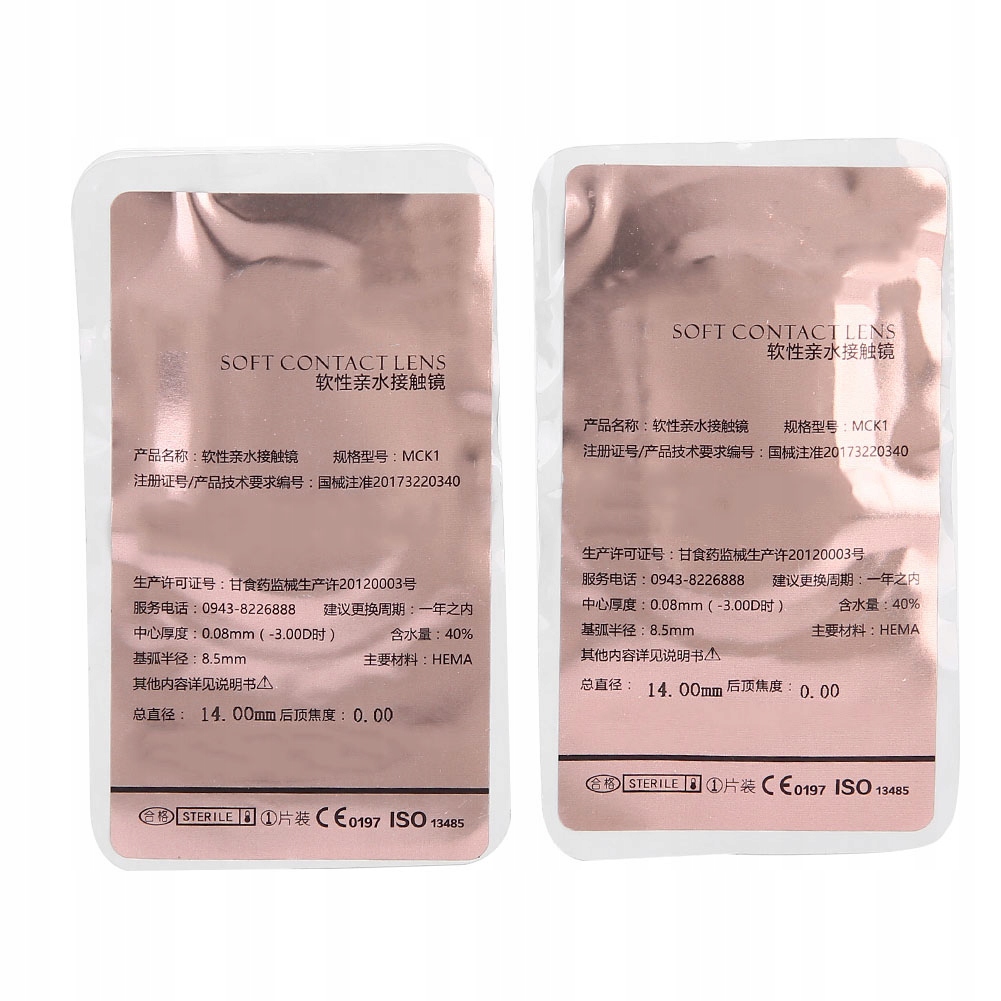 SOFT CONTACT LENS
软性亲水接触镜
产品名称：软性亲水接触镜 规格型号：MCK1
注册证号/产品技术要求编号：国械注准20173220340
生产许可证号：甘食药监械生产许20120003号
服务电话：0943-8226888 建议更换周期：一年之内
中心厚度：0.08mm（-3.00D时） 含水量：40%
基弧半径：8.5mm 主要材料：HEMA
其他内容详见说明书⚠
总直径： 14.00mm 后顶焦度：0.00
合格 STERILE ①片装 CE0197 ISO 13485
SOFT CONTACT LENS
软性亲水接触镜
产品名称：软性亲水接触镜 规格型号：MCK1
注册证号/产品技术要求编号：国械注准20173220340
生产许可证号：甘食药监械生产许20120003号
服务电话：0943-8226888 建议更换周期：一年之内
中心厚度：0.08mm（-3.00D时） 含水量：40%
基弧半径：8.5mm 主要材料：HEMA
其他内容详见说明书⚠
总直径： 14.00mm 后顶焦度：0.00
合格 STERILE ①片装 CE0197 ISO 13485